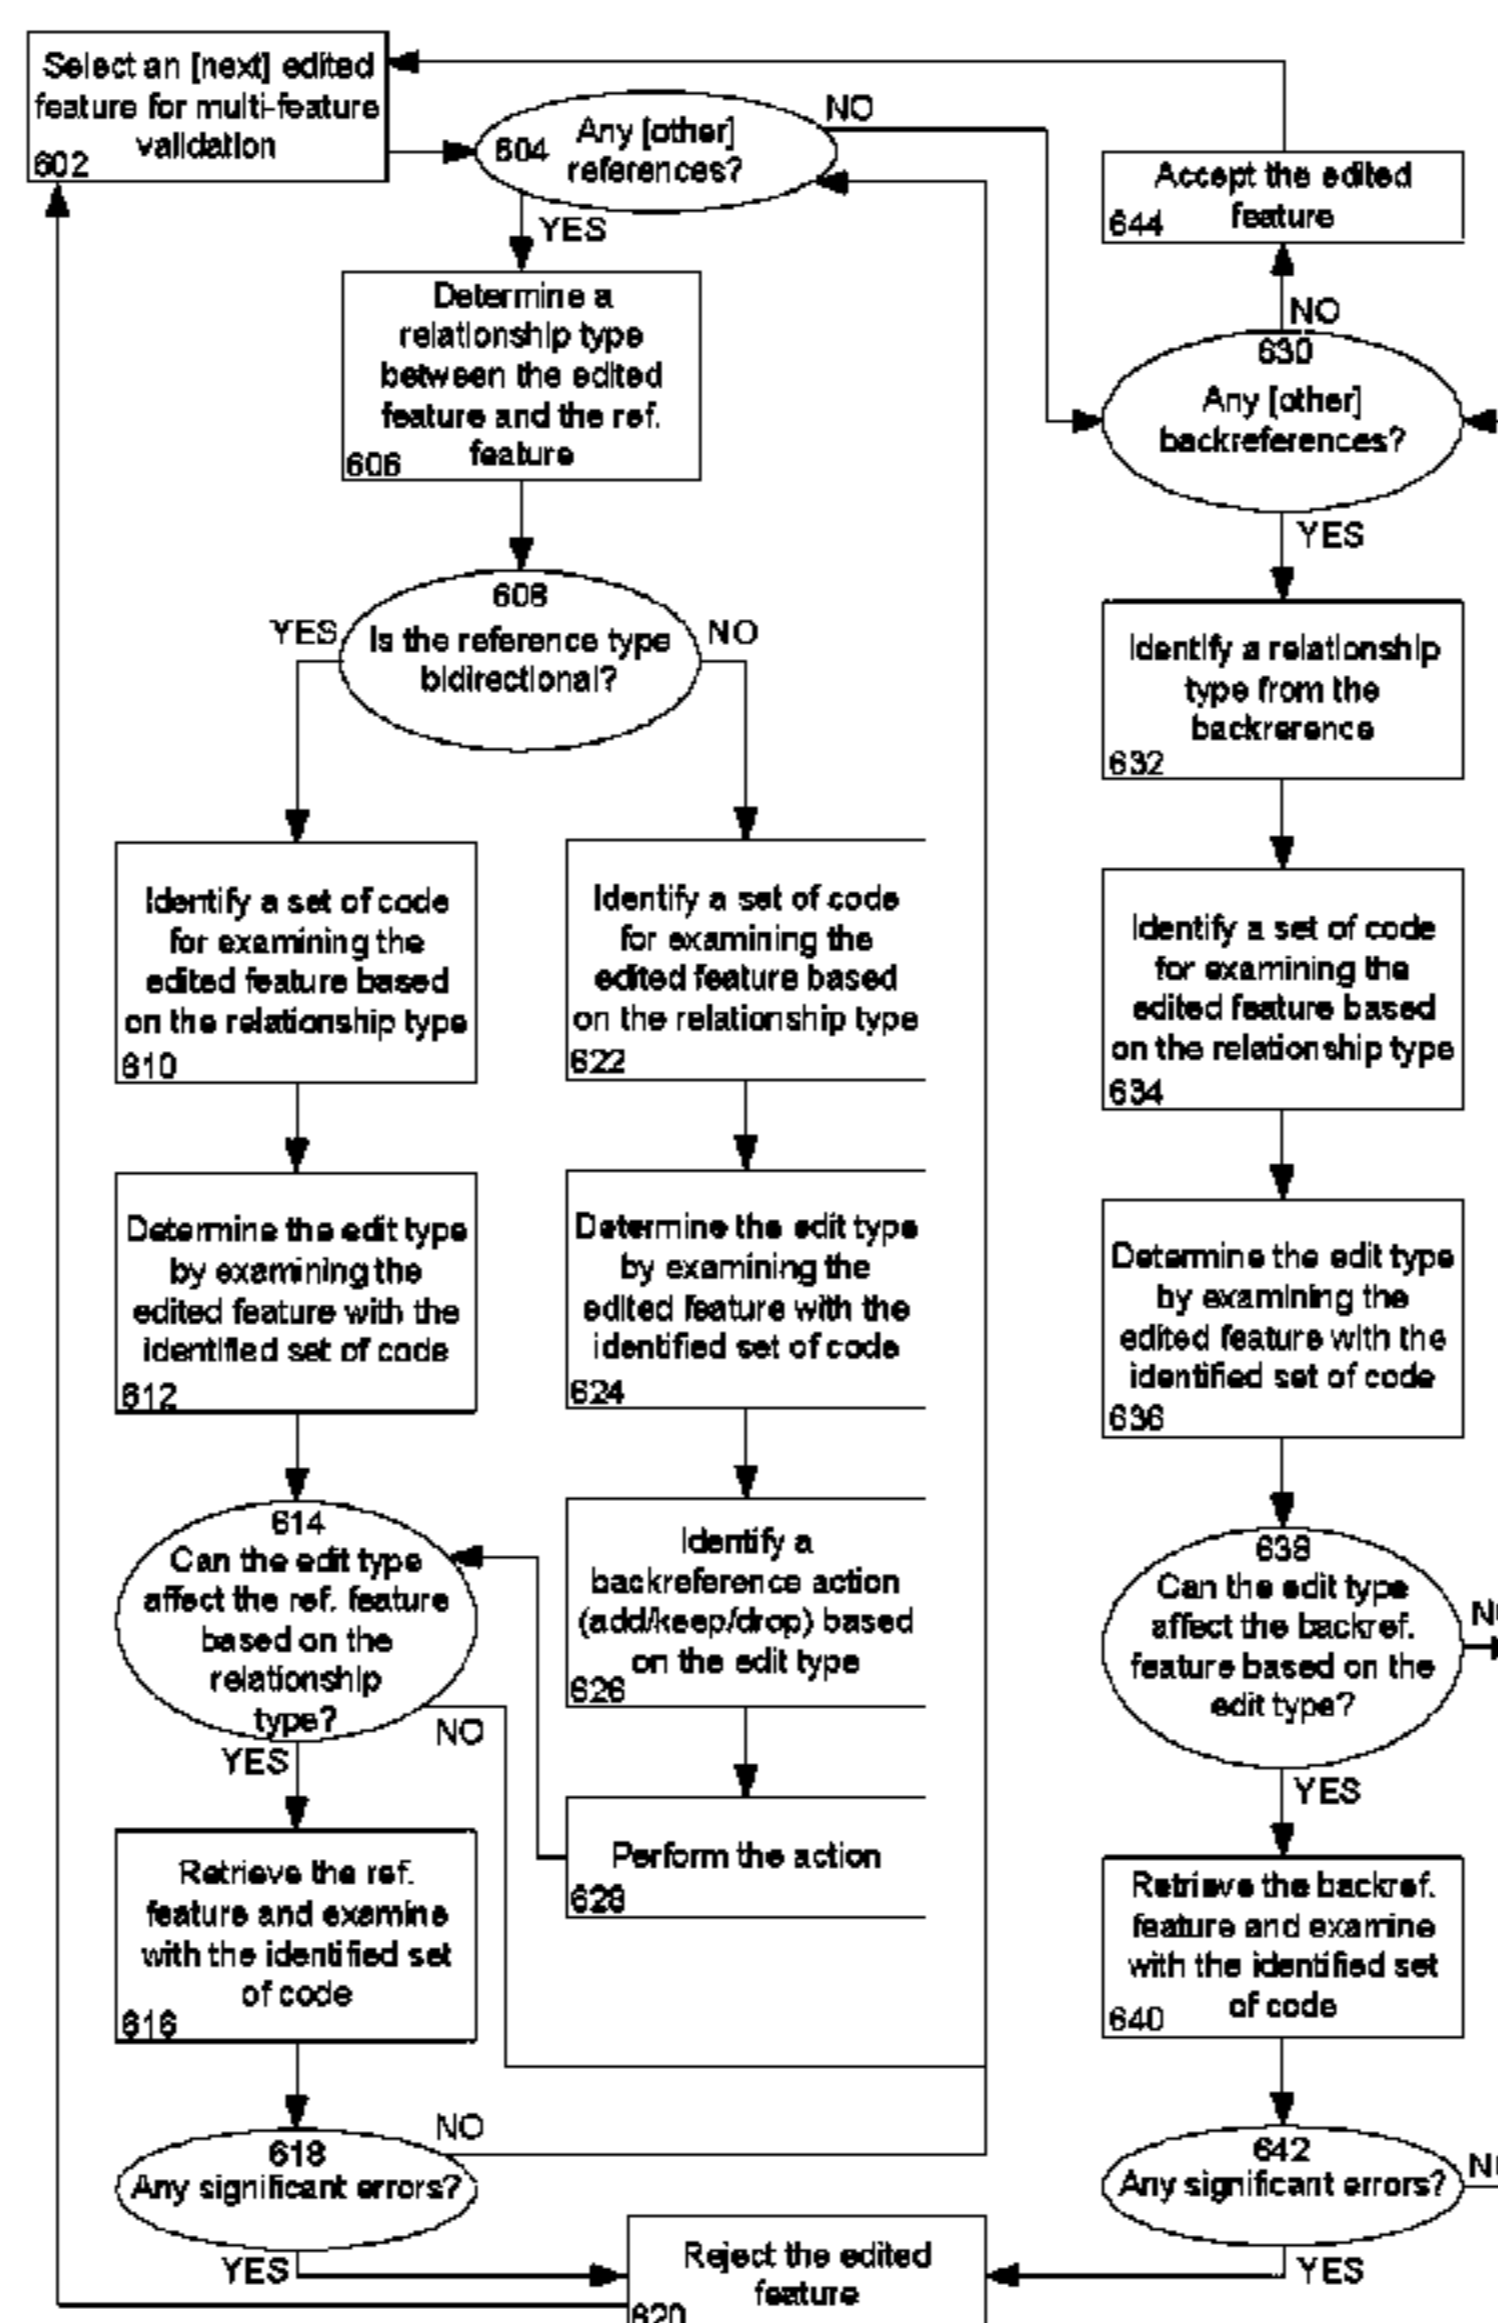 Select an [next] edited
feature for multi-feature
validation
602
604
Any [other]
references?
NO
YES
Determine a
relationship type
between the edited
feature and the ref.
feature
606
608
Is the reference type
bidirectional?
YES
NO
Identify a set of code
for examining the
edited feature based
on the relationship type
610
Determine the edit type
by examining the
edited feature with the
identified set of code
612
614
Can the edit type
affect the ref. feature
based on the
relationship
type?
NO
YES
Retrieve the ref.
feature and examine
with the identified set
of code
616
618
Any significant errors?
NO
YES
Identify a set of code
for examining the
edited feature based
on the relationship type
622
Determine the edit type
by examining the
edited feature with the
identified set of code
624
Identify a
backreference action
(add/keep/drop) based
on the edit type
626
Perform the action
628
Reject the edited
feature
620
Accept the edited
feature
644
NO
630
Any [other]
backreferences?
YES
Identify a relationship
type from the
backrerence
632
Identify a set of code
for examining the
edited feature based
on the relationship type
634
Determine the edit type
by examining the
edited feature with the
identified set of code
636
638
Can the edit type
affect the backref.
feature based on the
edit type?
YES
Retrieve the backref.
feature and examine
with the identified set
of code
640
642
Any significant errors?
YES